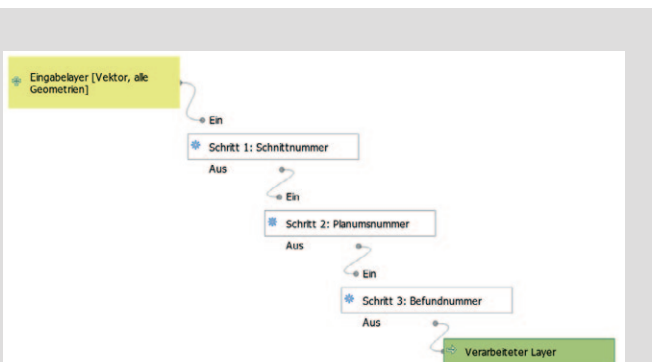 Eingabelayer [Vektor, alle
Geometrien]
Ein
Schritt 1: Schnittnummer
Aus
Ein
Schritt 2: Planumsnummer
Aus
Ein
Schritt 3: Befundnummer
Aus
Verarbeiteter Layer